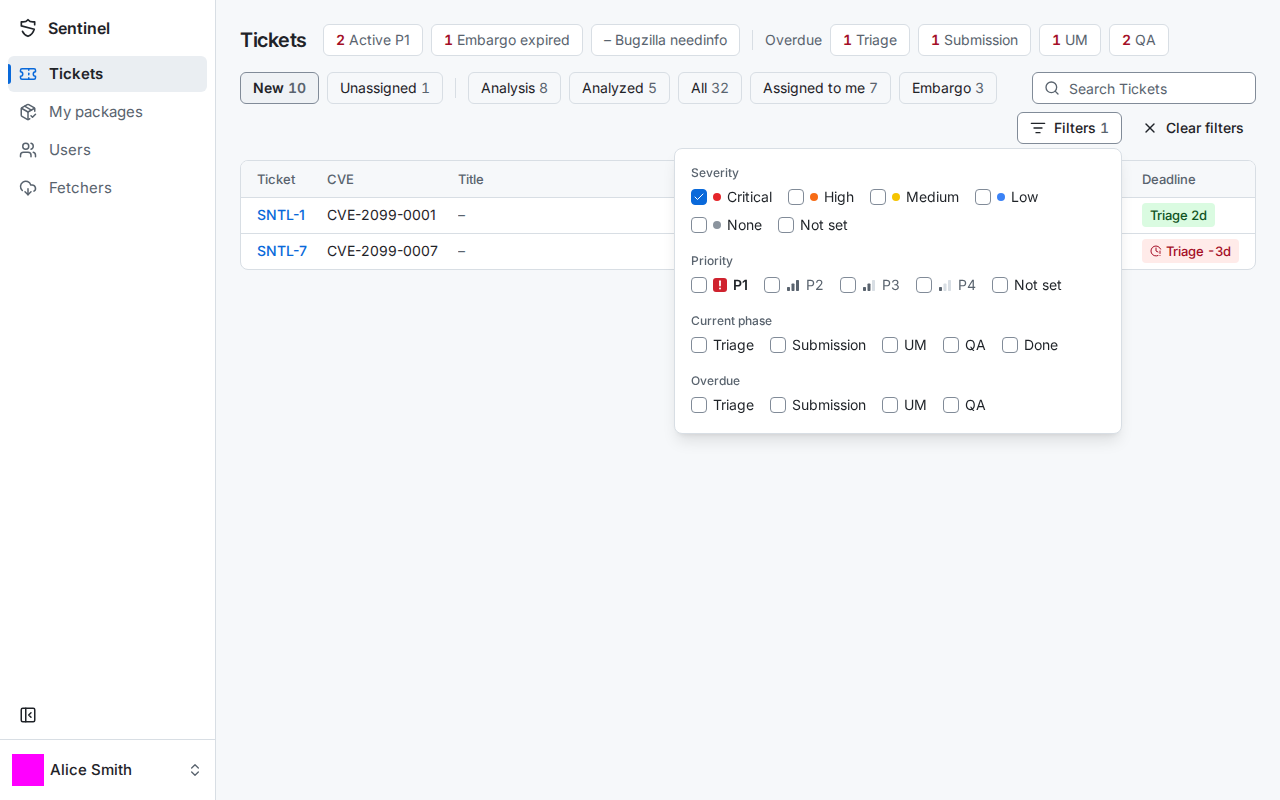 Sentinel
Tickets
My packages
Users
Fetchers
Alice Smith
Tickets
2 Active P1
1 Embargo expired
– Bugzilla needinfo
Overdue
1 Triage
1 Submission
1 UM
2 QA
New 10
Unassigned 1
Analysis 8
Analyzed 5
All 32
Assigned to me 7
Embargo 3
Search Tickets
Filters 1
Clear filters
Ticket CVE Title Deadline
SNTL-1 CVE-2099-0001 – Triage 2d
SNTL-7 CVE-2099-0007 – Triage -3d
Severity
Critical High Medium Low
None Not set
Priority
P1 P2 P3 P4 Not set
Current phase
Triage Submission UM QA Done
Overdue
Triage Submission UM QA